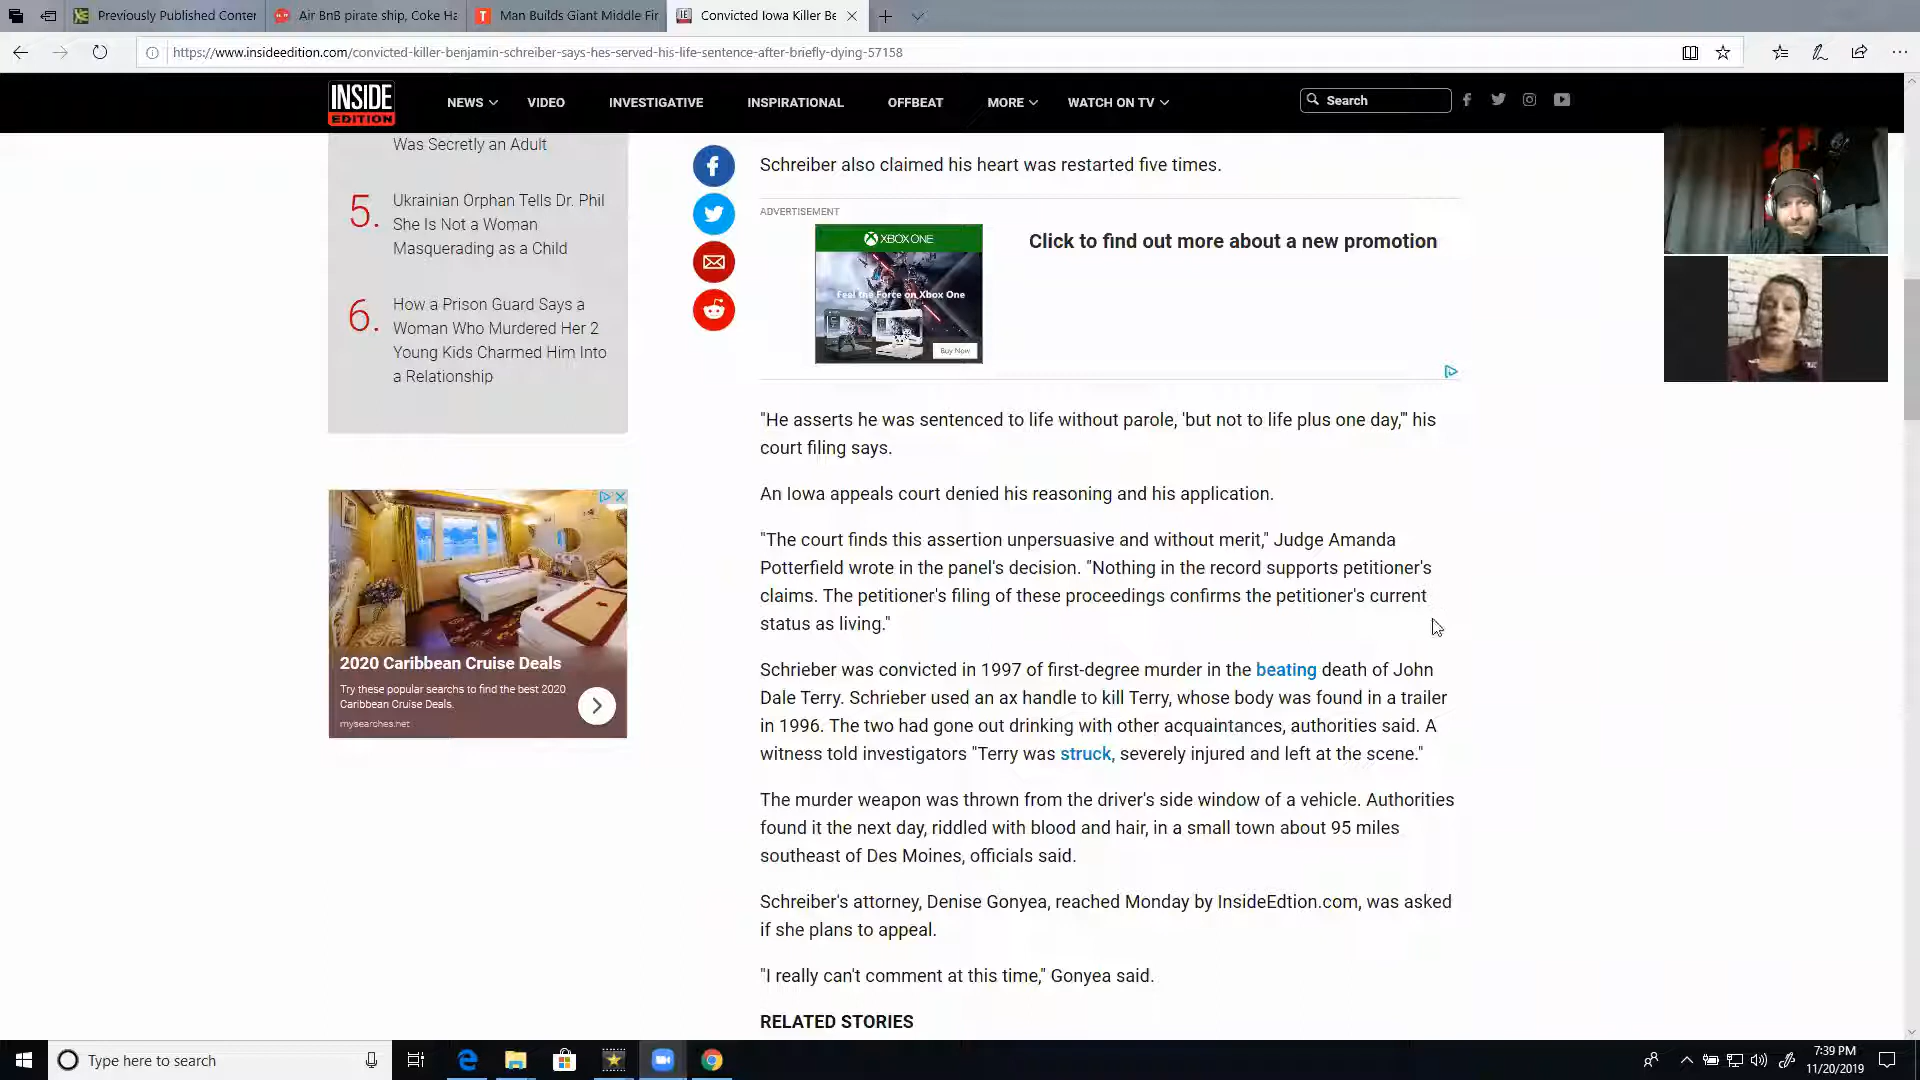 Previously Published Conter
Air BnB pirate ship, Coke Ha
Man Builds Giant Middle Fir
Convicted Iowa Killer Be
https://www.insideedition.com/convicted-killer-benjamin-schreiber-says-hes-served-his-life-sentence-after-briefly-dying-57158
INSIDE
EDITION
NEWS
VIDEO
INVESTIGATIVE
INSPIRATIONAL
OFFBEAT
MORE
WATCH ON TV
Search
Was Secretly an Adult
5.
Ukrainian Orphan Tells Dr. Phil
She Is Not a Woman
Masquerading as a Child
6.
How a Prison Guard Says a
Woman Who Murdered Her 2
Young Kids Charmed Him Into
a Relationship
2020 Caribbean Cruise Deals
Try these popular searchs to find the best 2020
Caribbean Cruise Deals.
mysearches.net
Schreiber also claimed his heart was restarted five times.
ADVERTISEMENT
XBOX ONE
Feel the Force on Xbox One
Buy Now
Click to find out more about a new promotion
"He asserts he was sentenced to life without parole, 'but not to life plus one day,'" his
court filing says.
An Iowa appeals court denied his reasoning and his application.
"The court finds this assertion unpersuasive and without merit," Judge Amanda
Potterfield wrote in the panel's decision. "Nothing in the record supports petitioner's
claims. The petitioner's filing of these proceedings confirms the petitioner's current
status as living."
Schrieber was convicted in 1997 of first-degree murder in the beating death of John
Dale Terry. Schrieber used an ax handle to kill Terry, whose body was found in a trailer
in 1996. The two had gone out drinking with other acquaintances, authorities said. A
witness told investigators "Terry was struck, severely injured and left at the scene."
The murder weapon was thrown from the driver's side window of a vehicle. Authorities
found it the next day, riddled with blood and hair, in a small town about 95 miles
southeast of Des Moines, officials said.
Schreiber's attorney, Denise Gonyea, reached Monday by InsideEdtion.com, was asked
if she plans to appeal.
"I really can't comment at this time," Gonyea said.
RELATED STORIES
Type here to search
7:39 PM
11/20/2019